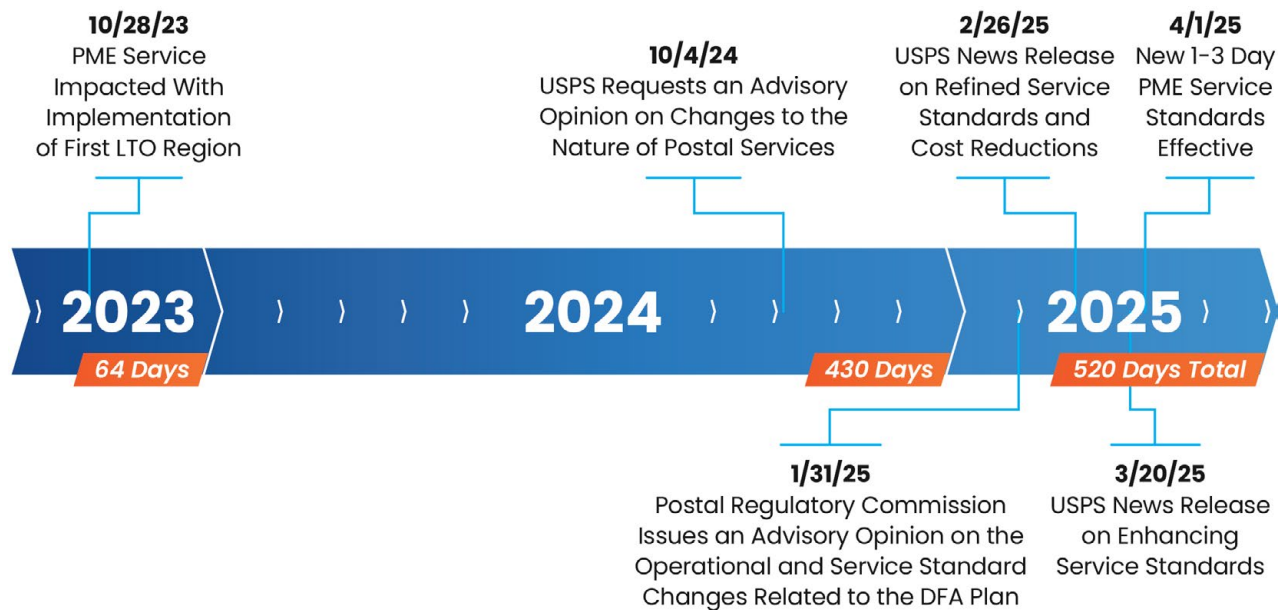 10/28/23
PME Service
Impacted With
Implementation
of First LTO Region
10/4/24
USPS Requests an Advisory
Opinion on Changes to the
Nature of Postal Services
2/26/25
USPS News Release
on Refined Service
Standards and
Cost Reductions
4/1/25
New 1-3 Day
PME Service
Standards
Effective
2023
64 Days
2024
430 Days
2025
520 Days Total
1/31/25
Postal Regulatory Commission
Issues an Advisory Opinion on the
Operational and Service Standard
Changes Related to the DFA Plan
3/20/25
USPS News Release
on Enhancing
Service Standards